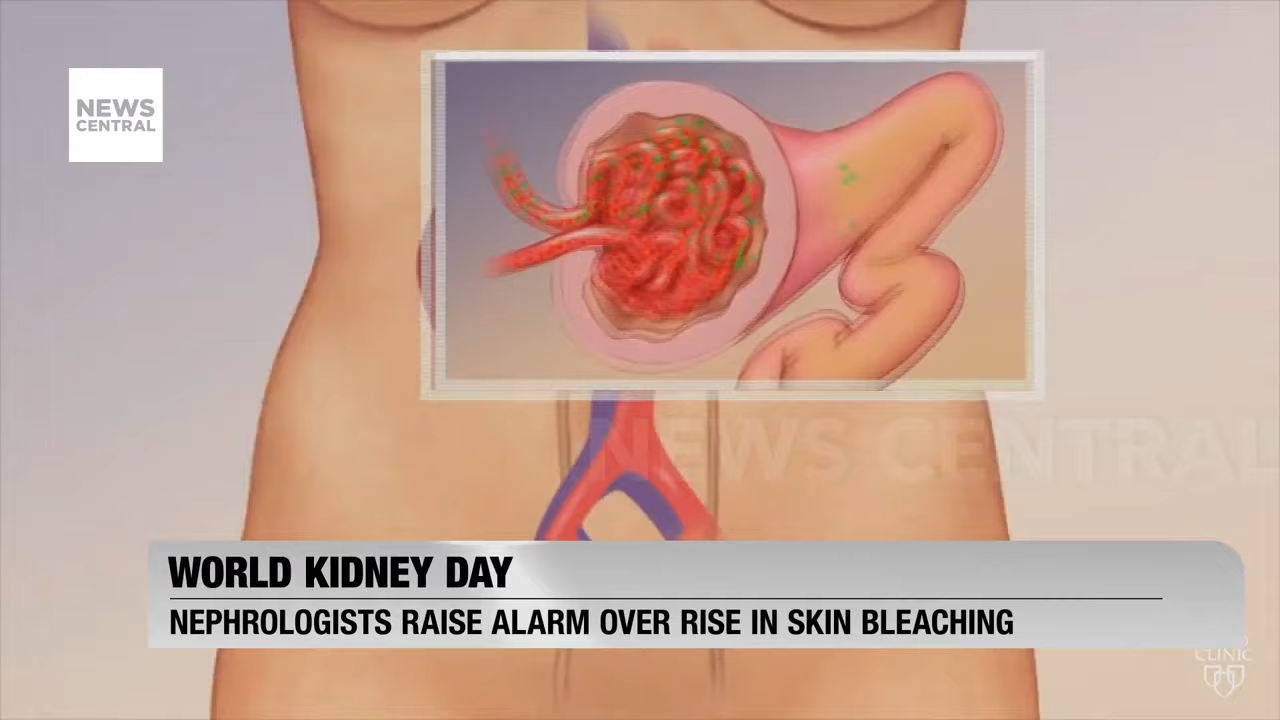 NEWS
CENTRAL
NEWS CENTRAL
WORLD KIDNEY DAY
NEPHROLOGISTS RAISE ALARM OVER RISE IN SKIN BLEACHING
CLINIC